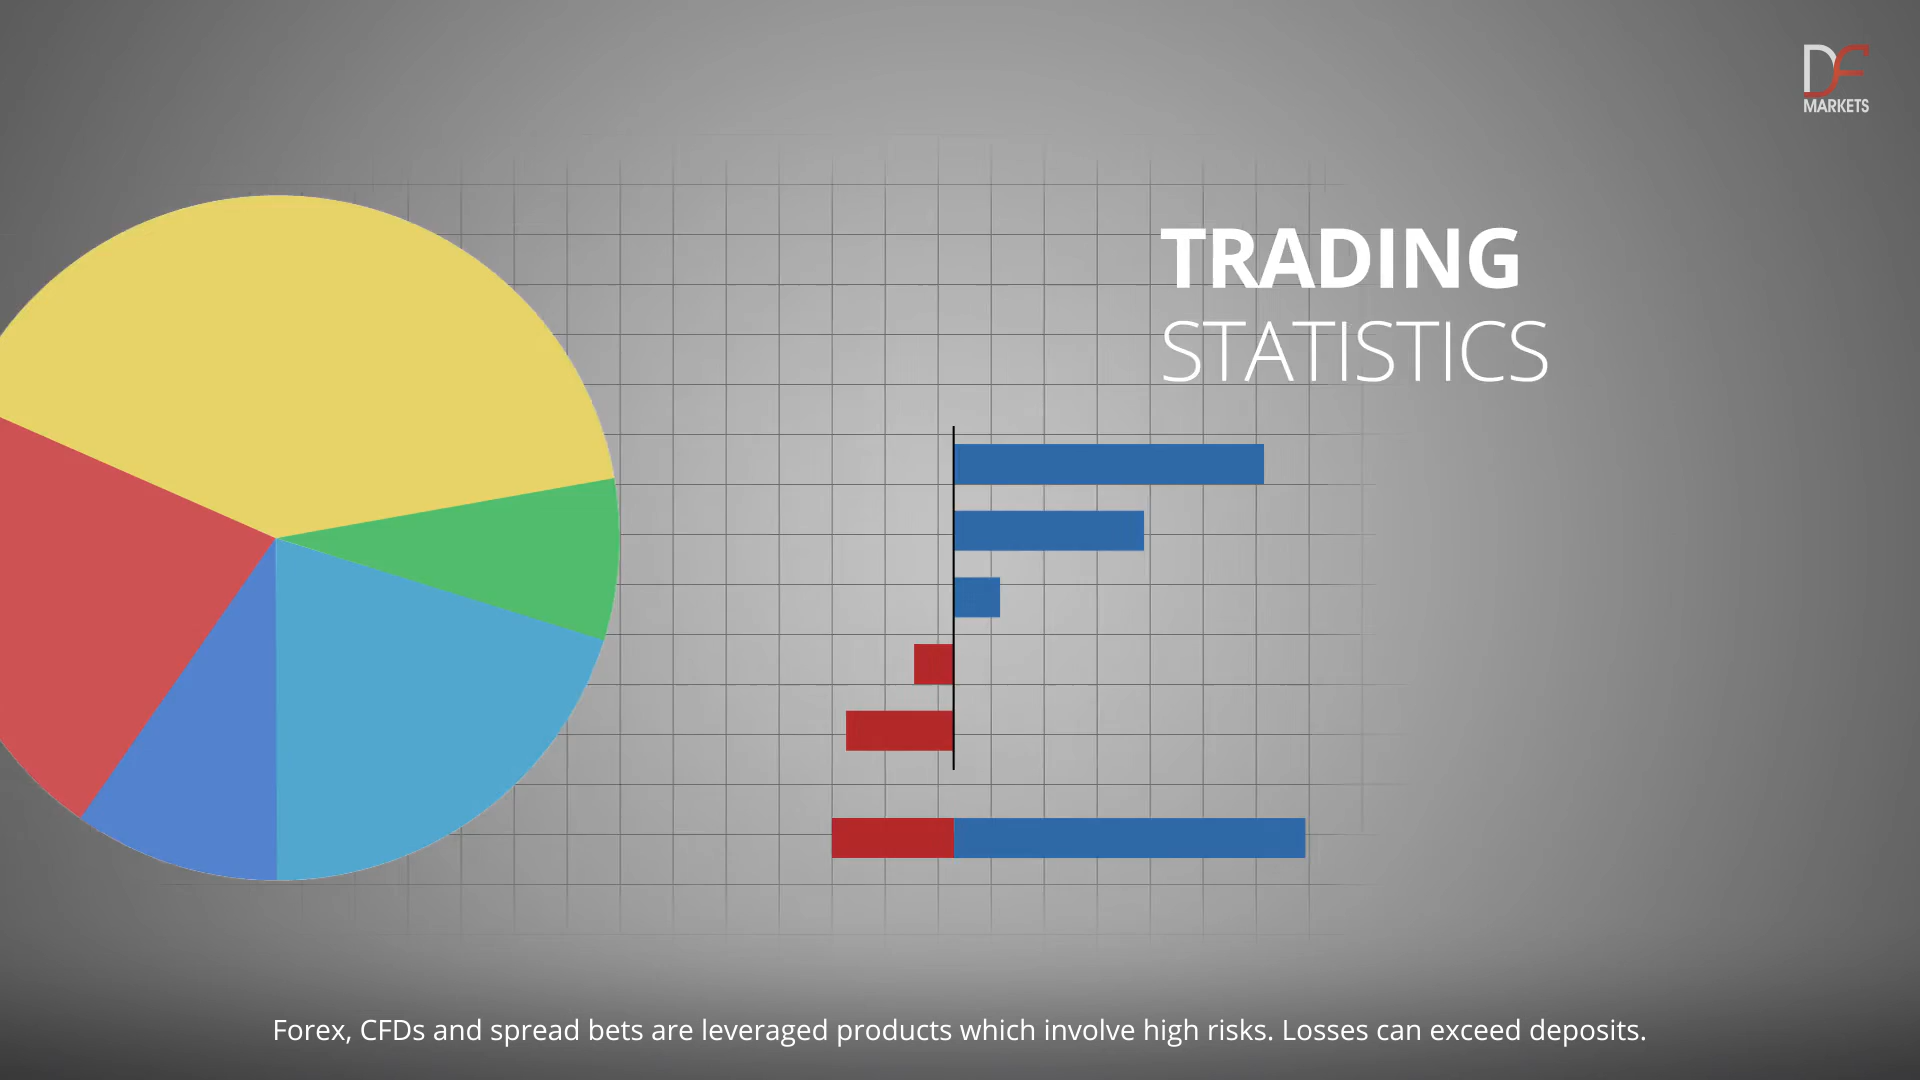 DF
MARKETS
TRADING
STATISTICS
Forex, CFDs and spread bets are leveraged products which involve high risks. Losses can exceed deposits.